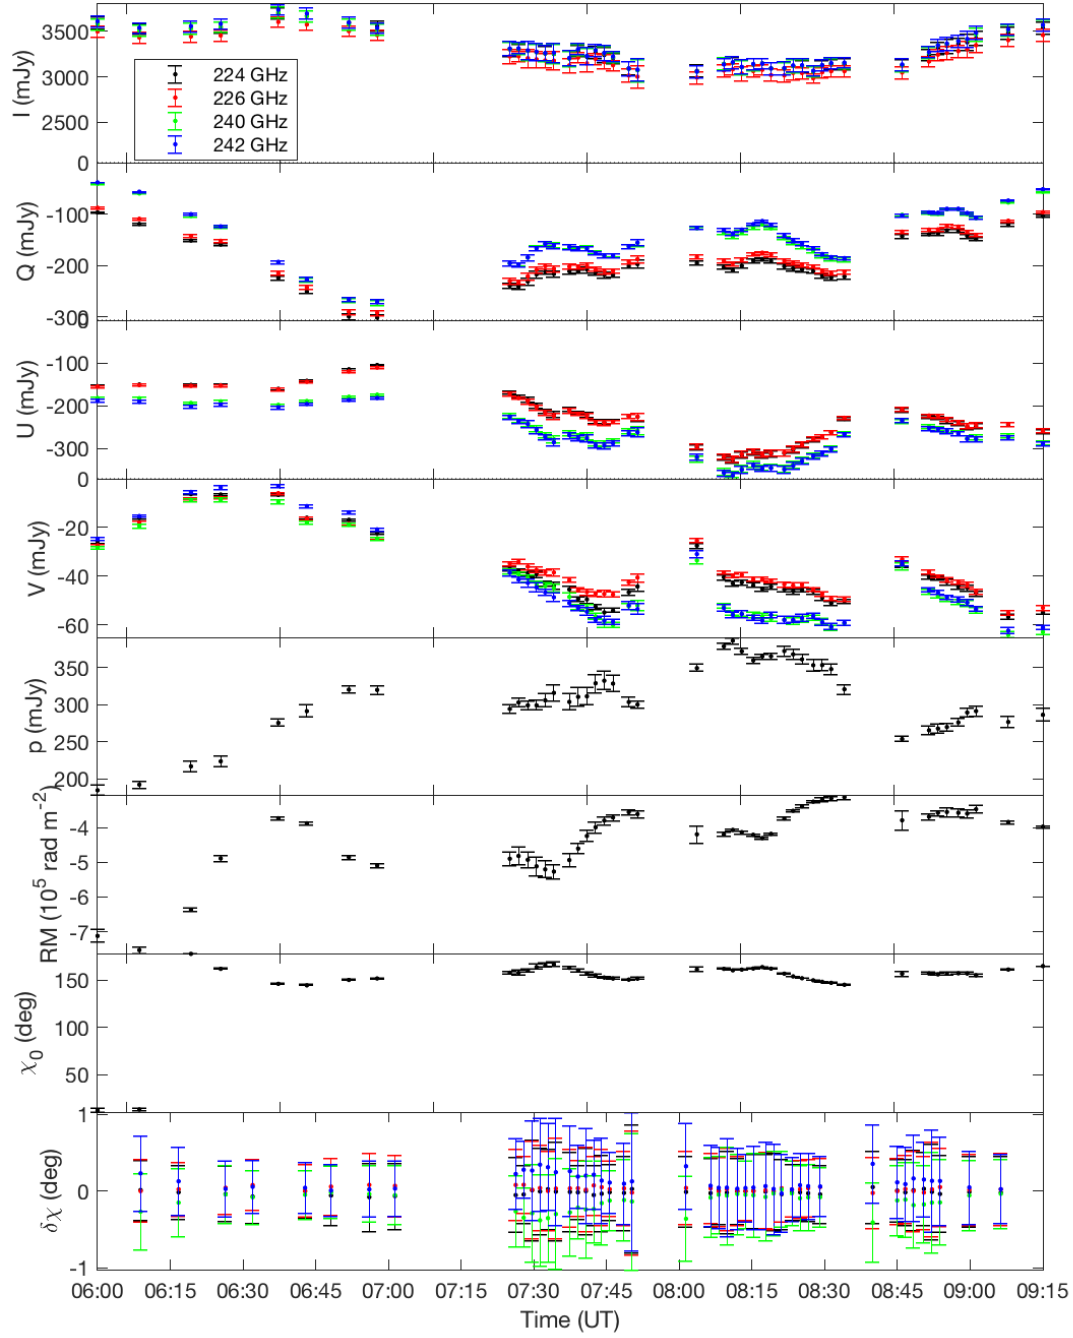 I (mJy)
3500
3000
2500
0
224 GHz
226 GHz
240 GHz
242 GHz
Q (mJy)
-100
-200
-300
0
U (mJy)
-100
-200
-300
0
V (mJy)
-20
-40
-60
p (mJy)
350
300
250
200
RM (10^5 rad m^-2)
-4
-5
-6
-7
χ_0 (deg)
150
100
50
δχ (deg)
1
0
-1
06:00 06:15 06:30 06:45 07:00 07:15 07:30 07:45 08:00 08:15 08:30 08:45 09:00 09:15
Time (UT)